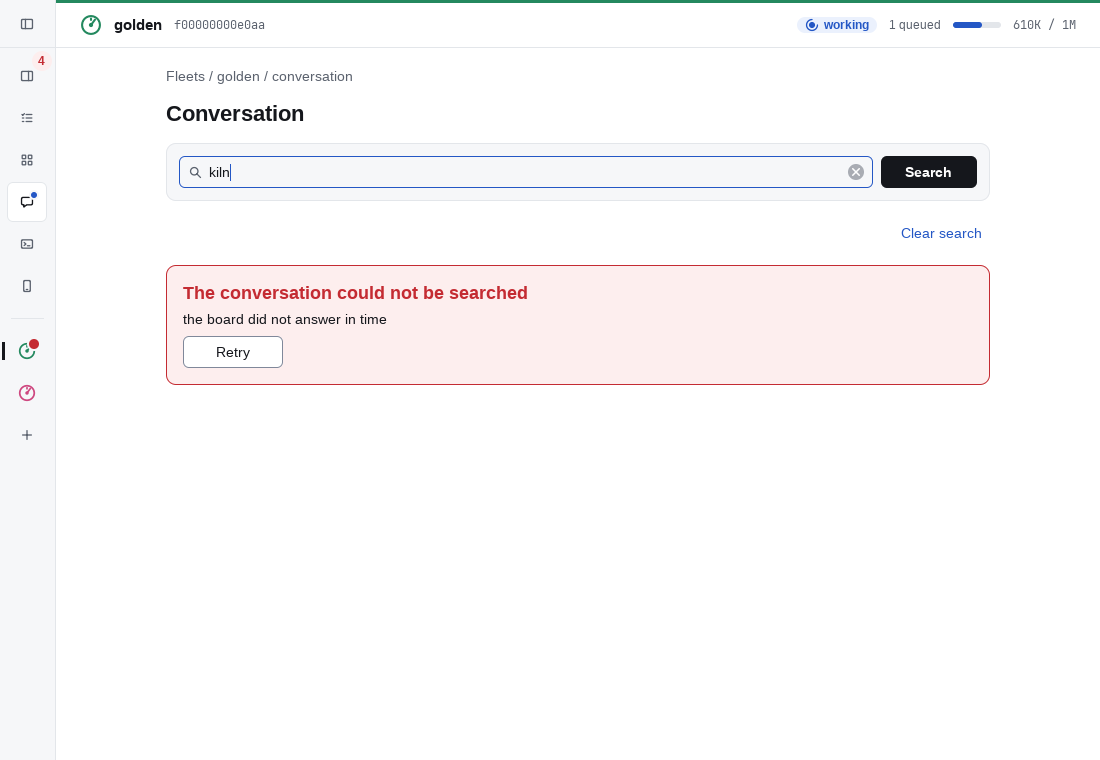 golden f00000000e0aa working 1 queued 610K / 1M
4
Fleets / golden / conversation
Conversation
kiln Search
Clear search
The conversation could not be searched
the board did not answer in time
Retry